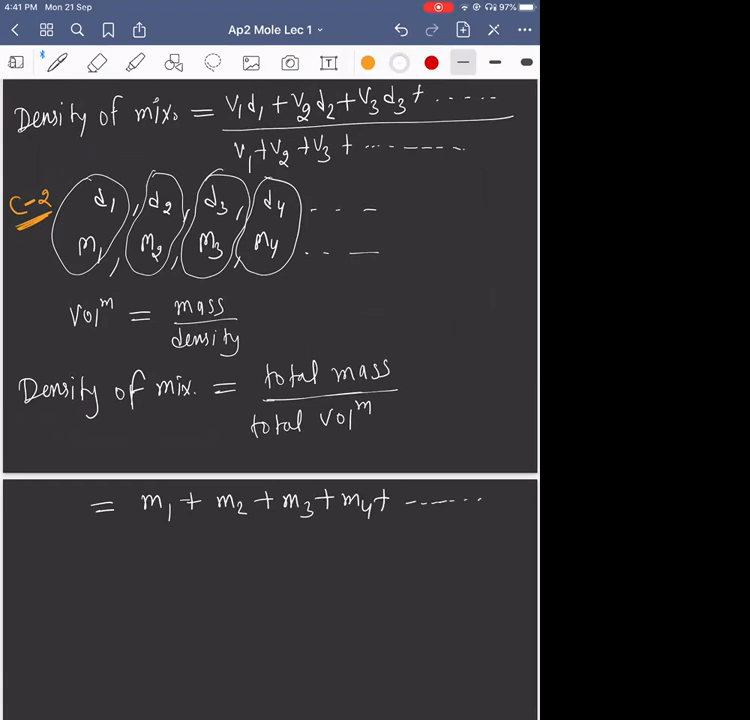 4:41 PM Mon 21 Sep 97%
Ap2 Mole Lec 1
Density of mix. = v₁d₁ + v₂d₂ + v₃d₃ + .....
v₁ + v₂ + v₃ + .........
C-2 d₁, d₂, d₃, d₄ ...
m₁, m₂, m₃, m₄ ...
Volᵐ = mass
density
Density of mix. = total mass
total volᵐ
= m₁ + m₂ + m₃ + m₄ + .......